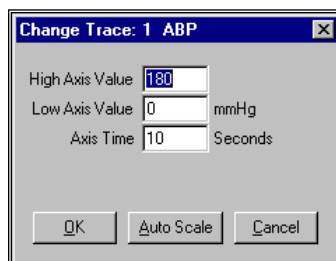 Change Trace: 1 ABP
High Axis Value 180
Low Axis Value 0 mmHg
Axis Time 10 Seconds
OK Auto Scale Cancel